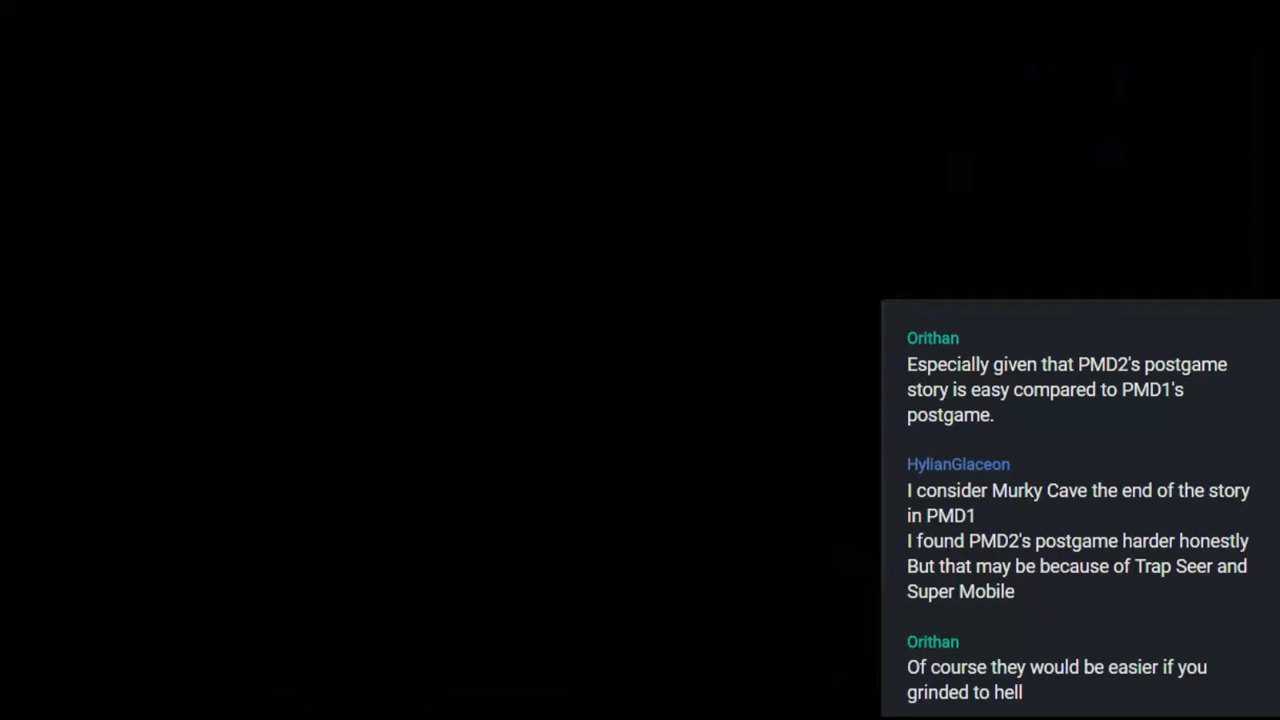 Orithan
Especially given that PMD2's postgame
story is easy compared to PMD1's
postgame.
HylianGlaceon
I consider Murky Cave the end of the story
in PMD1
I found PMD2's postgame harder honestly
But that may be because of Trap Seer and
Super Mobile
Orithan
Of course they would be easier if you
grinded to hell